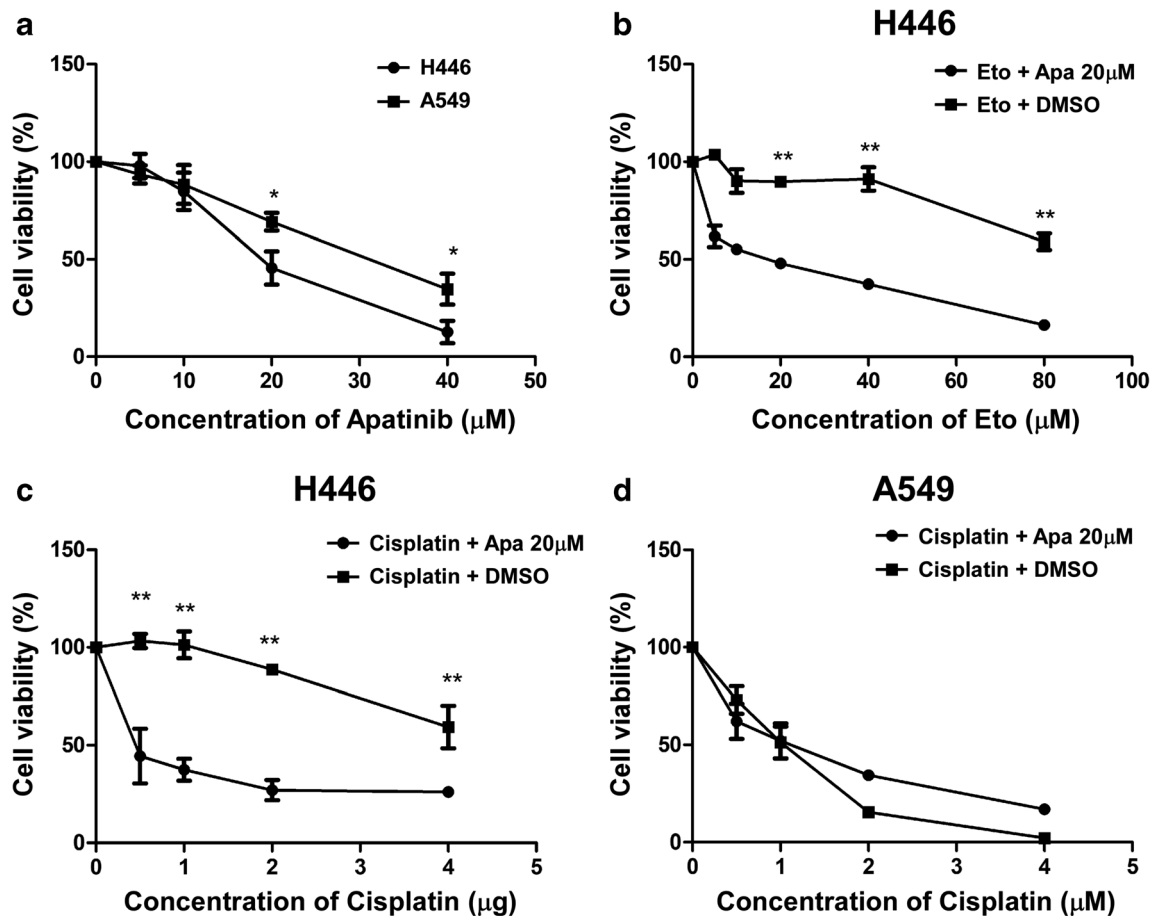 a
150
100
50
0
Cell viability (%)
H446
A549
*
*
0 10 20 30 40 50
Concentration of Apatinib (μM)
b
H446
150
100
50
0
Cell viability (%)
Eto + Apa 20μM
Eto + DMSO
**
**
**
0 20 40 60 80 100
Concentration of Eto (μM)
c
H446
150
100
50
0
Cell viability (%)
Cisplatin + Apa 20μM
Cisplatin + DMSO
**
**
**
**
0 1 2 3 4 5
Concentration of Cisplatin (μg)
d
A549
150
100
50
0
Cell viability (%)
Cisplatin + Apa 20μM
Cisplatin + DMSO
0 1 2 3 4 5
Concentration of Cisplatin (μM)